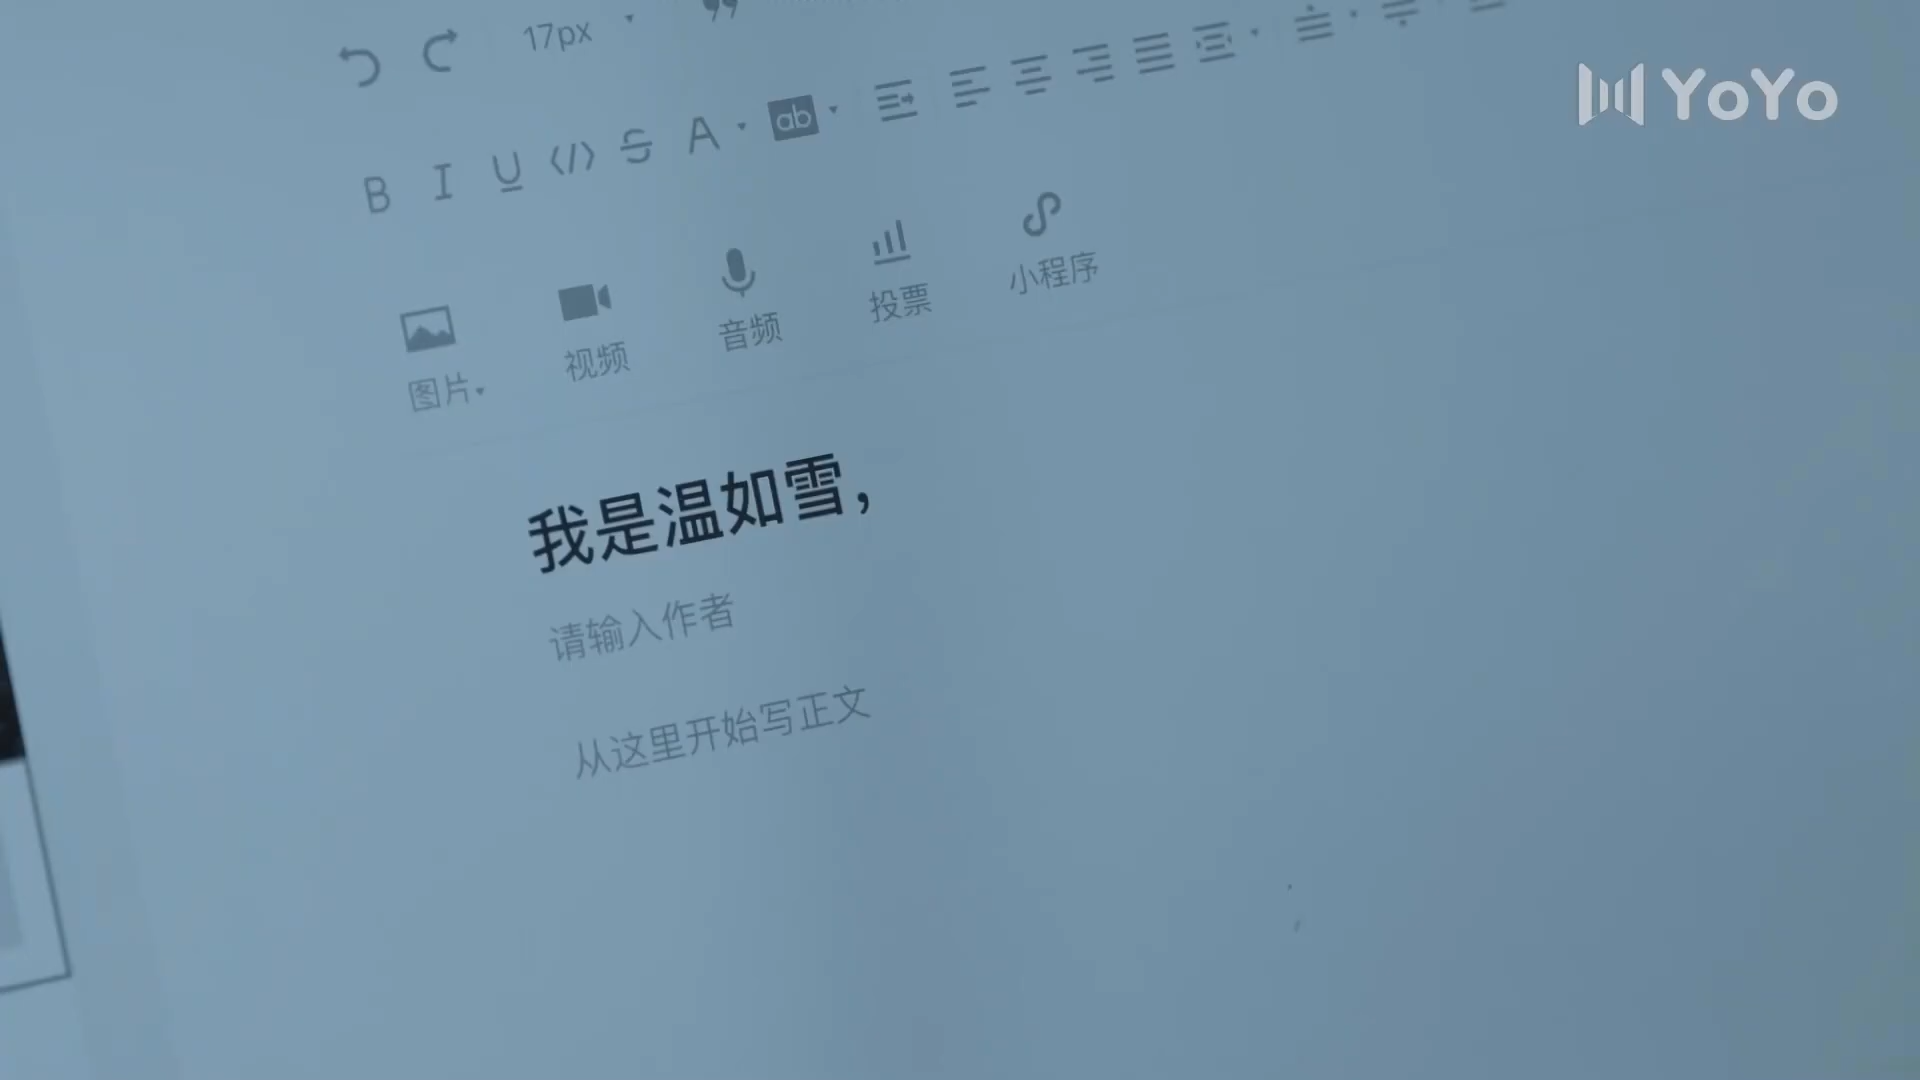 17px
YoYo
B I U </> S A ab
图片 视频 音频 投票 小程序
我是温如雪，
请输入作者
从这里开始写正文